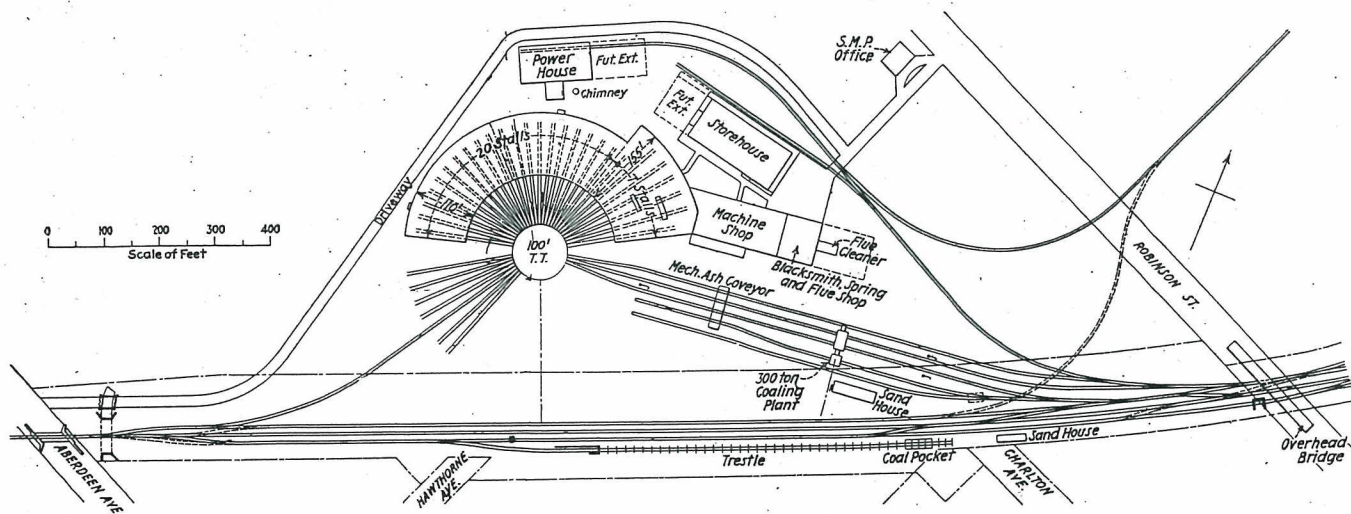 S.M.P.
Office
Power
House
Fut. Ext.
Chimney
Fut.
Ext.
Storehouse
20 Stalls
155'
7 Stalls
110'
Driveway
0 100 200 300 400
Scale of Feet
100'
T.T.
Machine
Shop
Flue
Cleaner
Blacksmith, Spring
and Flue Shop
Mech. Ash Coveyor
ROBINSON ST.
300 ton
Coaling
Plant
Sand
House
Sand House
Overhead
Bridge
Trestle
Coal Pocket
ABERDEEN AVE
HAWTHORNE
AVE.
CHARLTON
AVE.